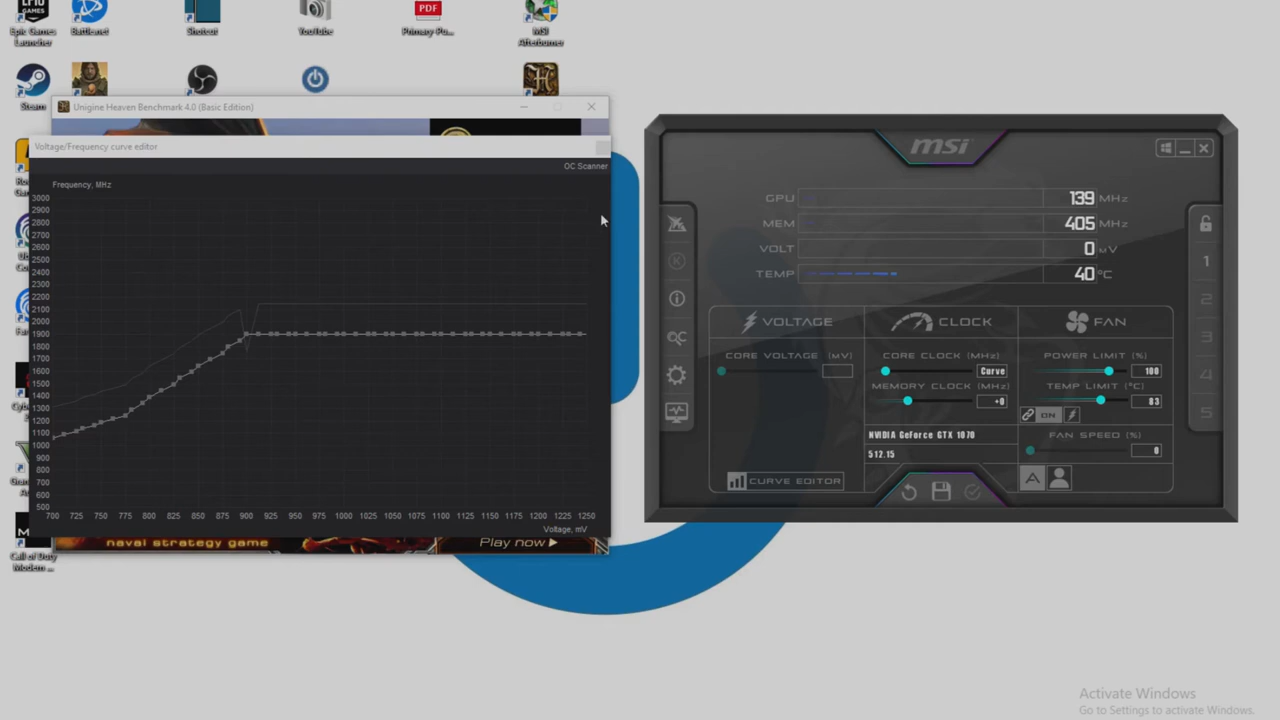 Epic Games
Launcher
Battle.net
Shotcut
YouTube
PDF
Primary-Pu...
MSI
Afterburner
Steam
Unigine Heaven Benchmark 4.0 (Basic Edition)
Voltage/Frequency curve editor
OC Scanner
Frequency, MHz
3000
2900
2800
2700
2600
2500
2400
2300
2200
2100
2000
1900
1800
1700
1600
1500
1400
1300
1200
1100
1000
900
800
700
600
500
700 725 750 775 800 825 850 875 900 925 950 975 1000 1025 1050 1075 1100 1125 1150 1175 1200 1225 1250
Voltage, mV
naval strategy game
Play now
Call of Duty
Modern ...
msi
GPU 139 MHz
MEM 405 MHz
VOLT 0 mV
TEMP 40 °C
VOLTAGE
CORE VOLTAGE (MV)
CLOCK
CORE CLOCK (MHz)
Curve
MEMORY CLOCK (MHz)
+0
FAN
POWER LIMIT (%)
100
TEMP LIMIT (°C)
83
ON
FAN SPEED (%)
0
A
NVIDIA GeForce GTX 1070
512.15
CURVE EDITOR
K
OC
1
2
3
4
5
Activate Windows
Go to Settings to activate Windows.